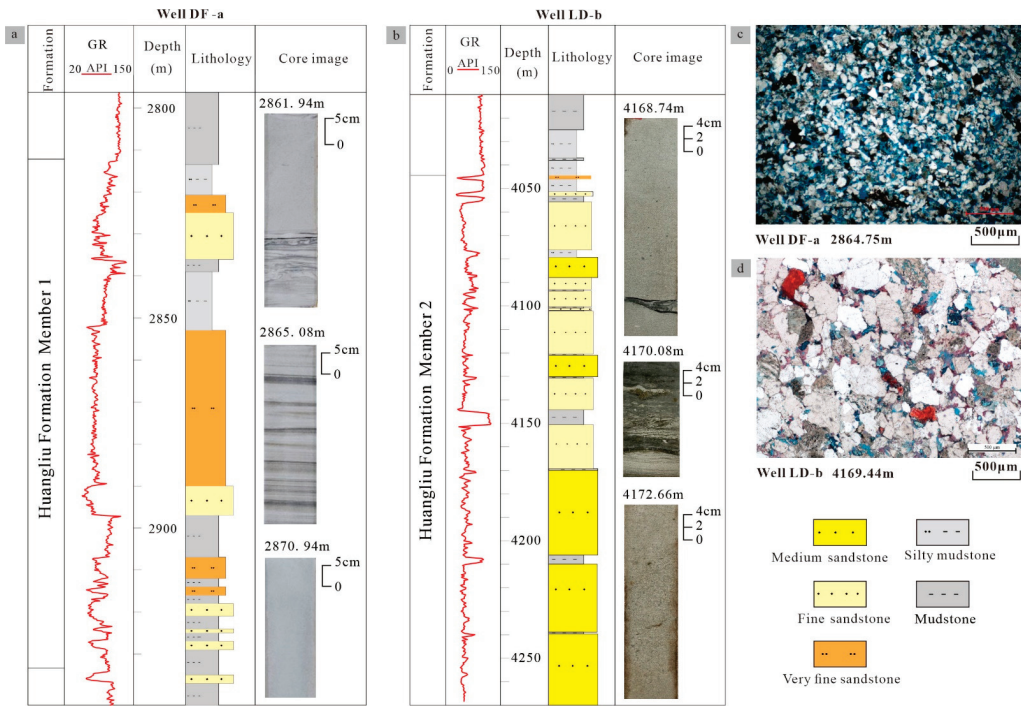 Well DF-a
a
Formation
GR
20 API 150
Depth
(m)
Lithology
Core image
2800
2850
2900
Huangliu Formation Member 1
2861.94m
5cm
0
2865.08m
5cm
0
2870.94m
5cm
0
Well LD-b
b
Formation
GR
0 API 150
Depth
(m)
Lithology
Core image
4050
4100
4150
4200
4250
Huangliu Formation Member 2
4168.74m
4cm
2
0
4170.08m
4cm
2
0
4172.66m
4cm
2
0
c
Well DF-a 2864.75m
500μm
d
500 μm
Well LD-b 4169.44m
500μm
Medium sandstone
Silty mudstone
Fine sandstone
Mudstone
Very fine sandstone